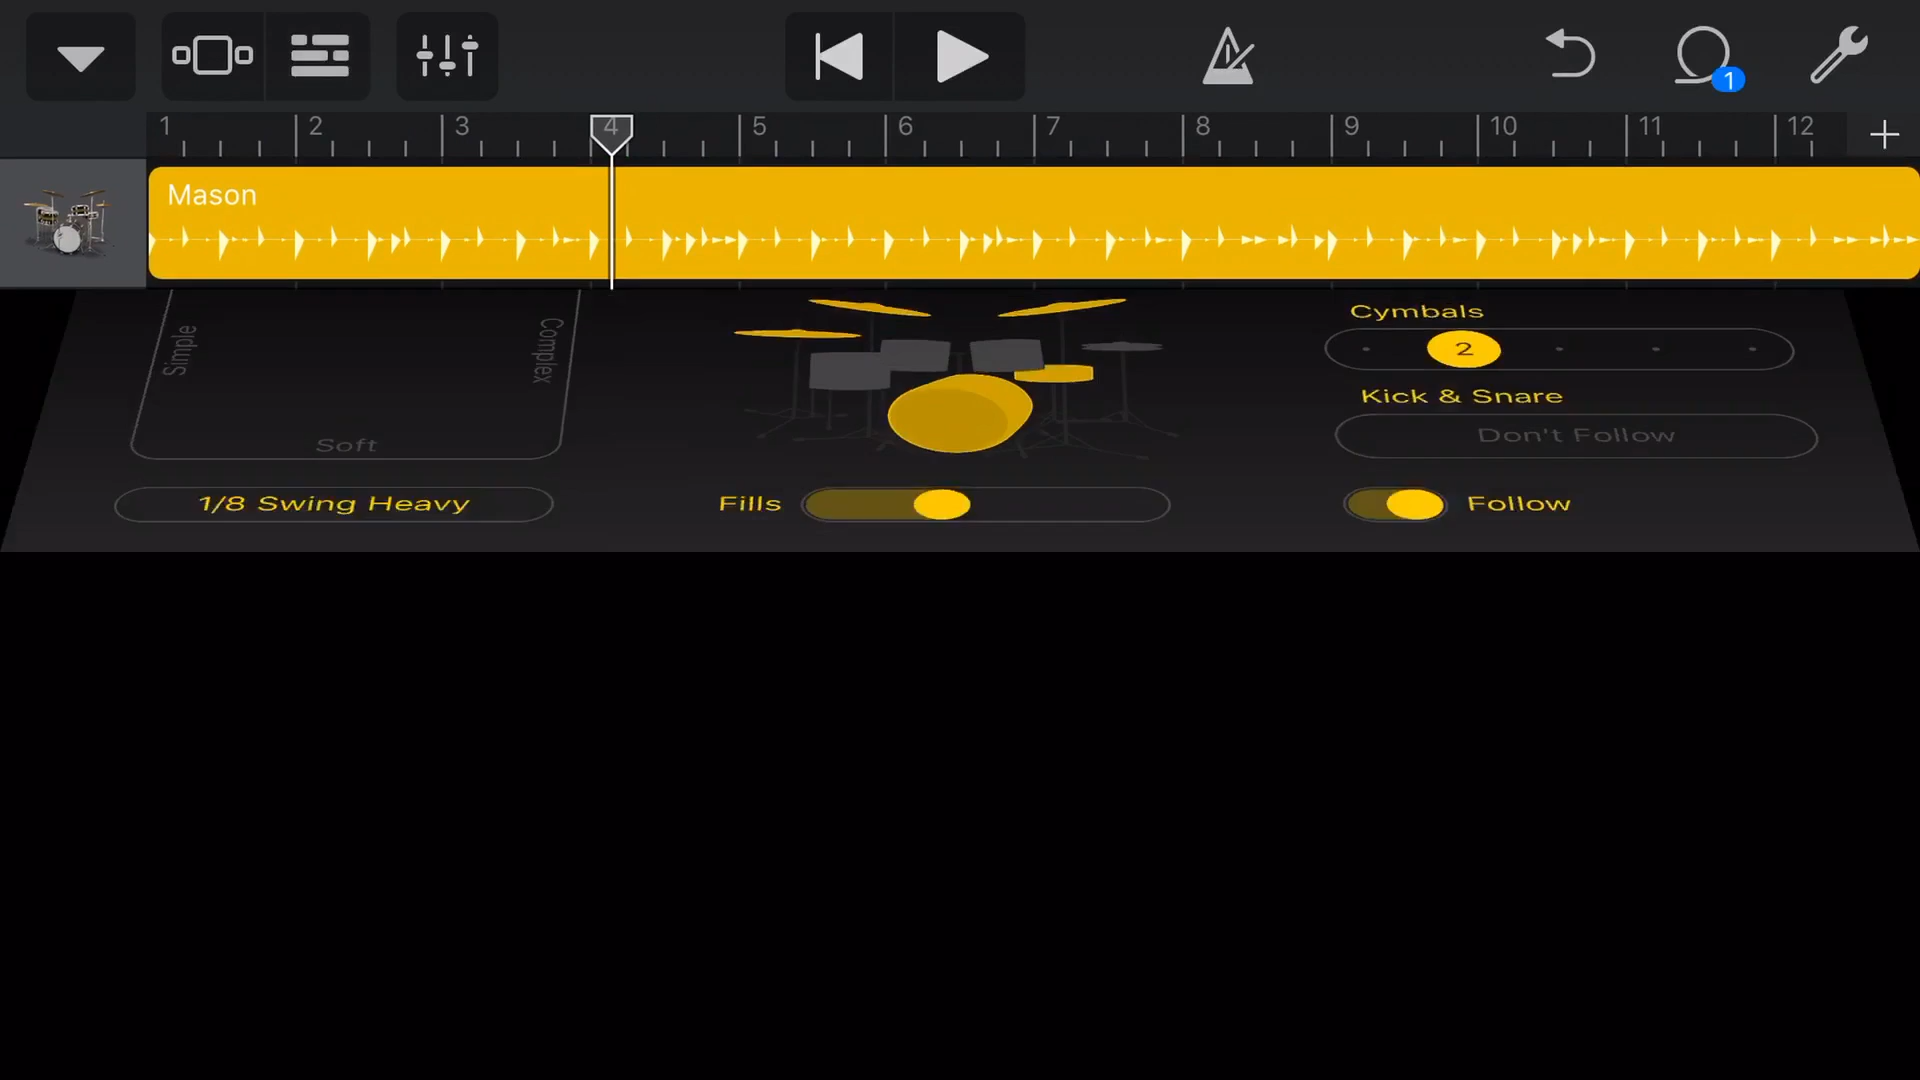 1
1 2 3 4 5 6 7 8 9 10 11 12
Mason
Simple
Complex
Soft
Cymbals
2
Kick & Snare
Don't Follow
1/8 Swing Heavy
Fills
Follow